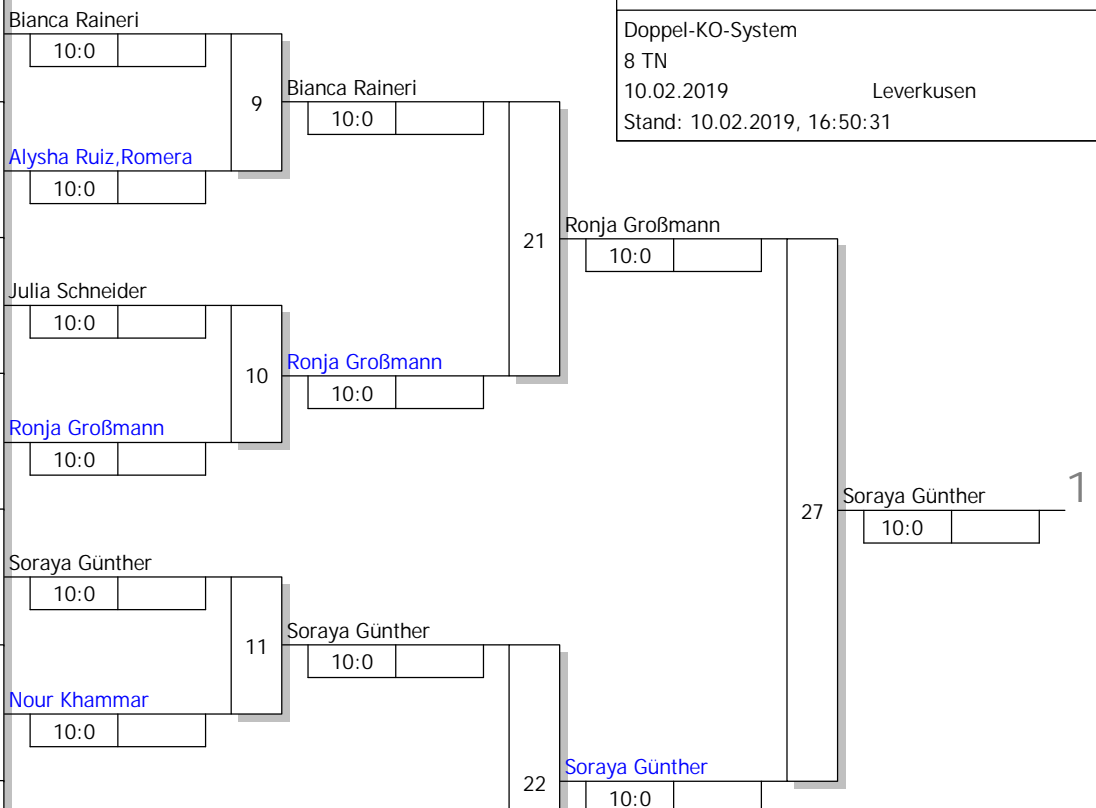 Bianca Raineri
10:0
9
Bianca Raineri
10:0
Alysha Ruiz,Romera
10:0
21
Ronja Großmann
10:0
Julia Schneider
10:0
10
Ronja Großmann
10:0
Ronja Großmann
10:0
27
Soraya Günther
10:0
1
Soraya Günther
10:0
11
Soraya Günther
10:0
Nour Khammar
10:0
22
Soraya Günther
10:0
Doppel-KO-System
8 TN
10.02.2019 Leverkusen
Stand: 10.02.2019, 16:50:31